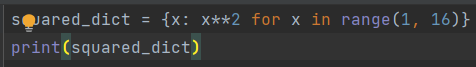 squared_dict = {x: x**2 for x in range(1, 16)}
print(squared_dict)